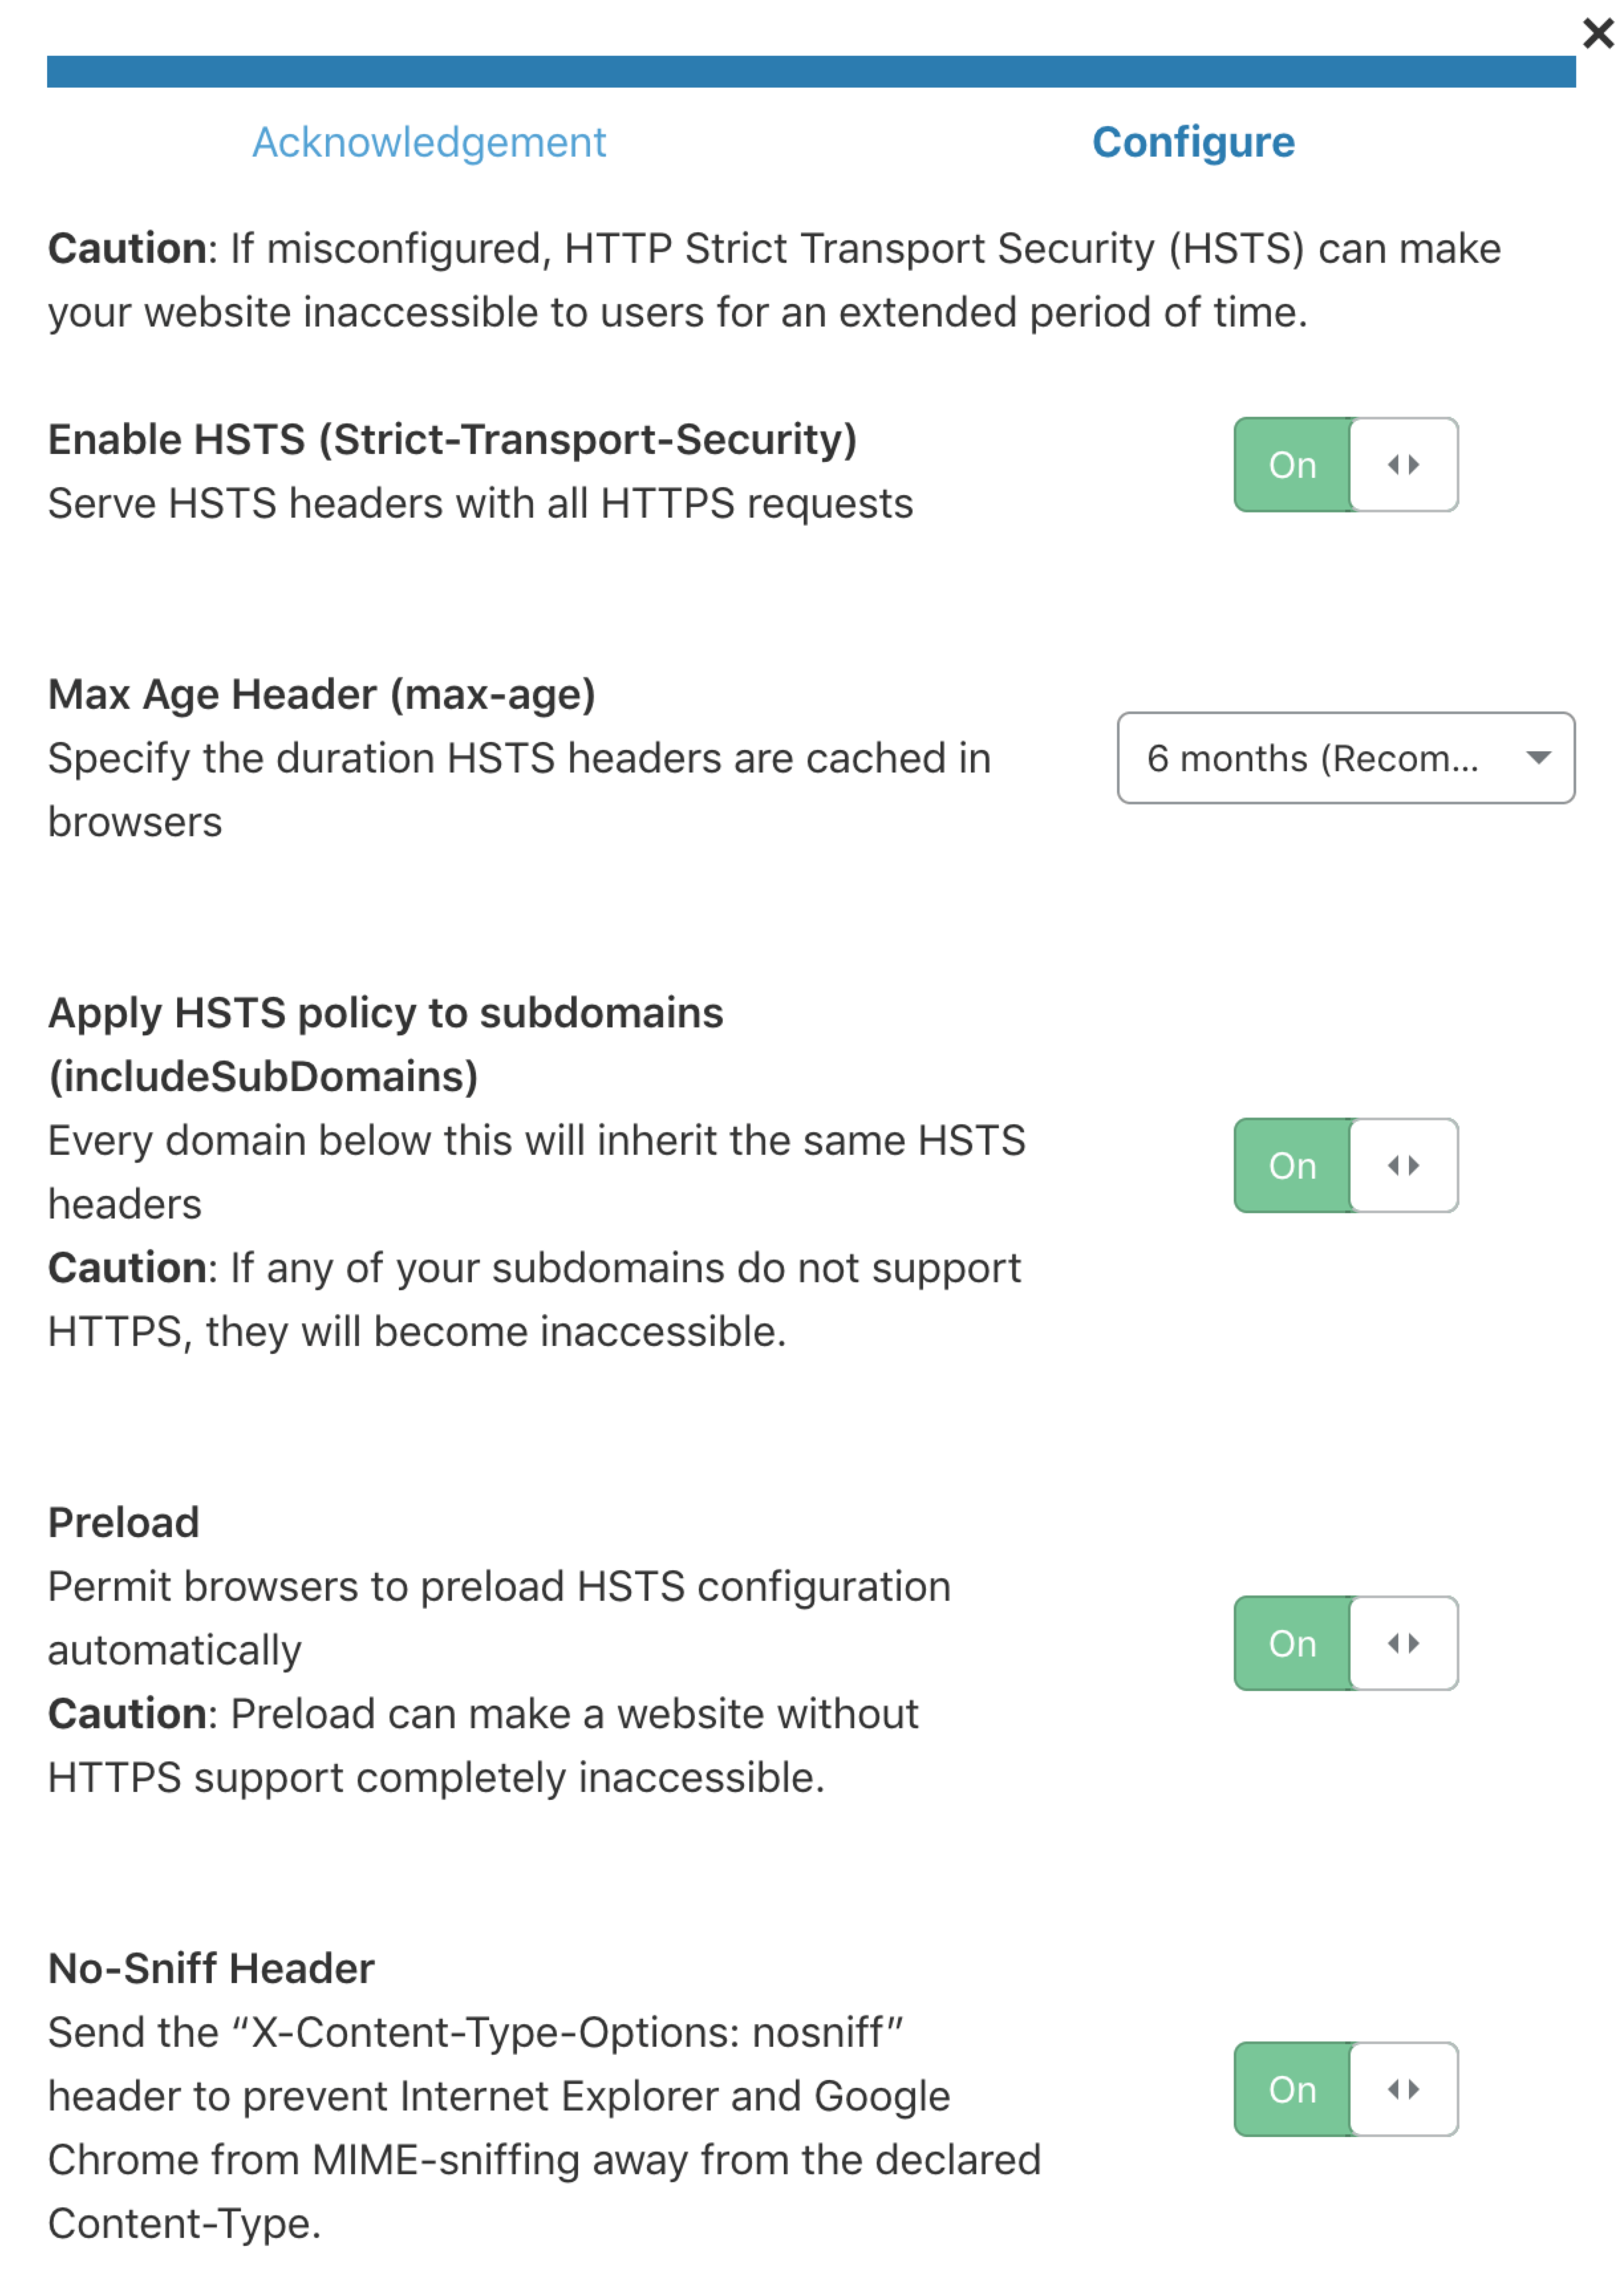 Acknowledgement
Configure
Caution: If misconfigured, HTTP Strict Transport Security (HSTS) can make
your website inaccessible to users for an extended period of time.
Enable HSTS (Strict-Transport-Security)
Serve HSTS headers with all HTTPS requests
On
Max Age Header (max-age)
Specify the duration HSTS headers are cached in
browsers
6 months (Recom...
Apply HSTS policy to subdomains
(includeSubDomains)
Every domain below this will inherit the same HSTS
headers
Caution: If any of your subdomains do not support
HTTPS, they will become inaccessible.
On
Preload
Permit browsers to preload HSTS configuration
automatically
Caution: Preload can make a website without
HTTPS support completely inaccessible.
On
No-Sniff Header
Send the “X-Content-Type-Options: nosniff”
header to prevent Internet Explorer and Google
Chrome from MIME-sniffing away from the declared
Content-Type.
On